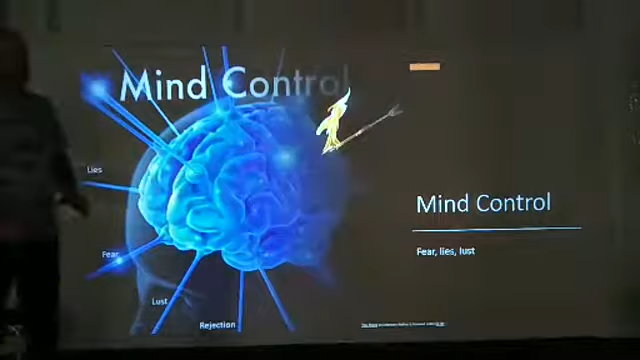 Mind Control
Lies
Fear
Lust
Rejection
Mind Control
Fear, lies, lust